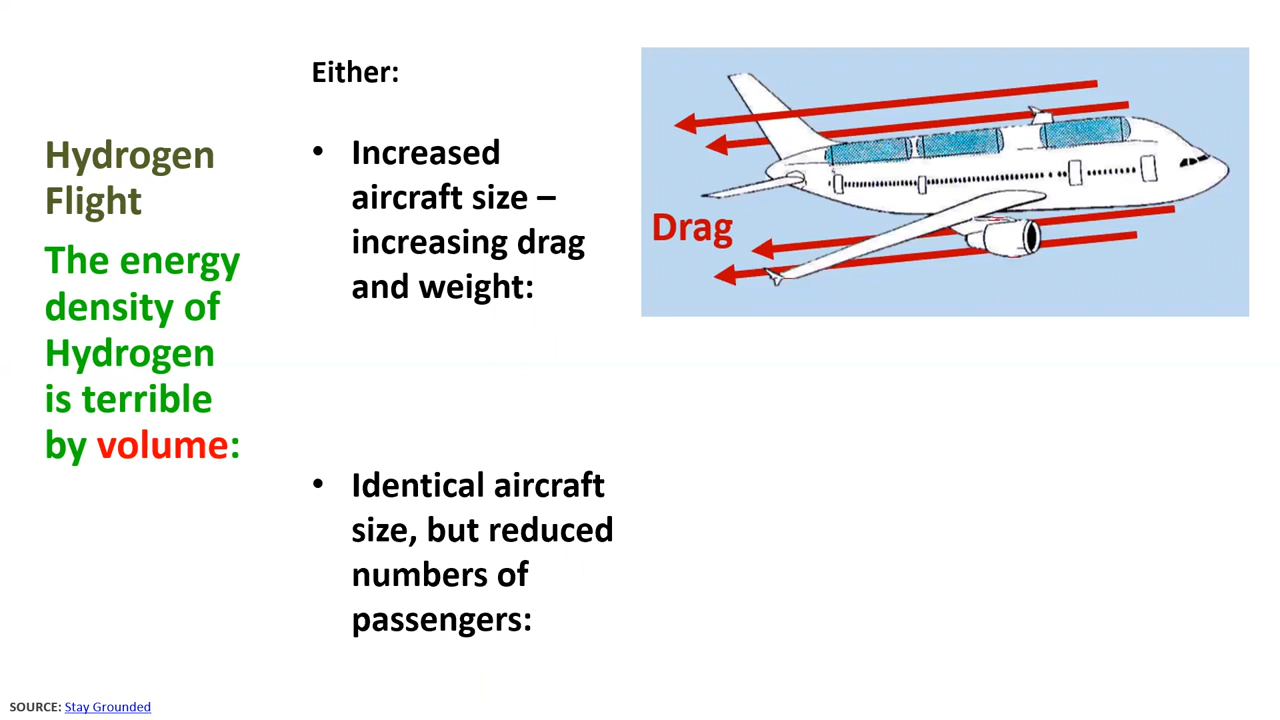 Hydrogen
Flight
The energy
density of
Hydrogen
is terrible
by volume:
Either:
• Increased
aircraft size –
increasing drag
and weight:
• Identical aircraft
size, but reduced
numbers of
passengers:
Drag
SOURCE: Stay Grounded